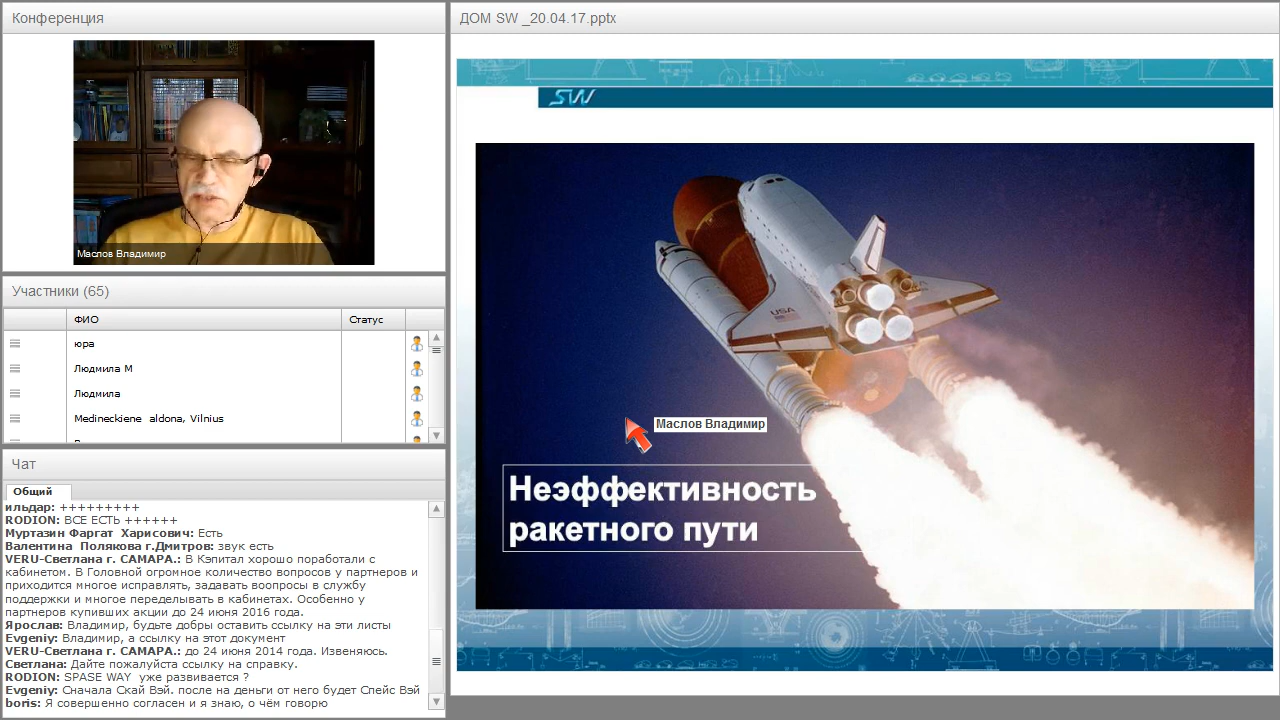 Конференция
Маслов Владимир
Участники (65)
ФИО
Статус
юра
Людмила М
Людмила
Medineckiene aldona, Vilnius
Чат
Общий
ильдар: +++++++++
RODION: ВСЕ ЕСТЬ ++++++
Муртазин Фаргат Харисович: Есть
Валентина Полякова г.Дмитров: звук есть
VERU-Светлана г. САМАРА.: В Кэпитал хорошо поработали с
кабинетом. В Головной огромное количество вопросов у партнеров и
приходится многое исправлять, задавать воопросы в службу
поддержки и многое переделывать в кабинетах. Особенно у
партнеров купивших акции до 24 июня 2016 года.
Ярослав: Владимир, будьте добры оставить ссылку на эти листы
Evgeniy: Владимир, а ссылку на этот документ
VERU-Светлана г. САМАРА.: до 24 июня 2014 года. Извеняюсь.
Светлана: Дайте пожалуйста ссылку на справку.
RODION: SPASE WAY уже развивается ?
Evgeniy: Сначала Скай Вэй. после на деньги от него будет Спейс Вэй
boris: Я совершенно согласен и я знаю, о чём говорю
ДОМ SW _20.04.17.pptx
SW
USA
Маслов Владимир
Неэффективность
ракетного пути